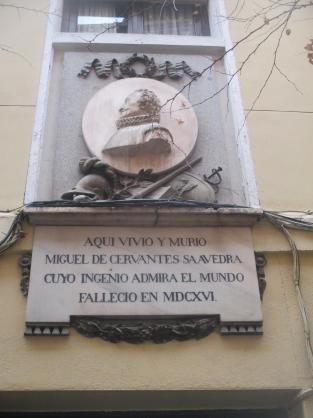 AQUI VIVIO Y MURIO
MIGUEL DE CERVANTES SAAVEDRA
CUYO INGENIO ADMIRA EL MUNDO
FALLECIO EN MDCXVI.